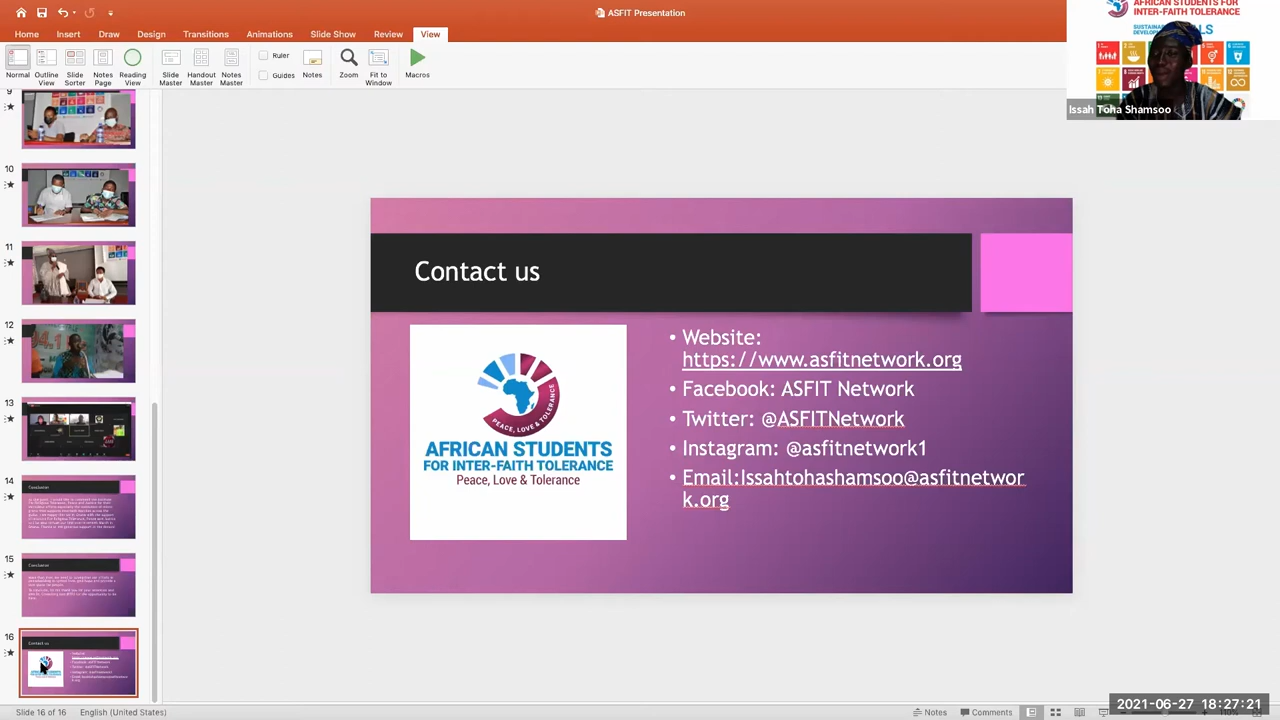 ASFIT Presentation
Home Insert Draw Design Transitions Animations Slide Show Review View
Normal Outline View Slide Sorter Notes Page Reading View Slide Master Handout Master Notes Master Ruler Guides Notes Zoom Fit to Window Macros
AFRICAN STUDENTS FOR
INTER-FAITH TOLERANCE
Issah Toha Shamsoo
9
10
11
12
13
14
Conclusion
15
Conclusion
16
Contact us
Contact us
PEACE, LOVE & TOLERANCE
AFRICAN STUDENTS
FOR INTER-FAITH TOLERANCE
Peace, Love & Tolerance
• Website:
https://www.asfitnetwork.org
• Facebook: ASFIT Network
• Twitter: @ASFITNetwork
• Instagram: @asfitnetwork1
• Email:Issahtohashamsoo@asfitnetwor
k.org
Slide 16 of 16 English (United States)
Notes Comments
2021-06-27 18:27:21